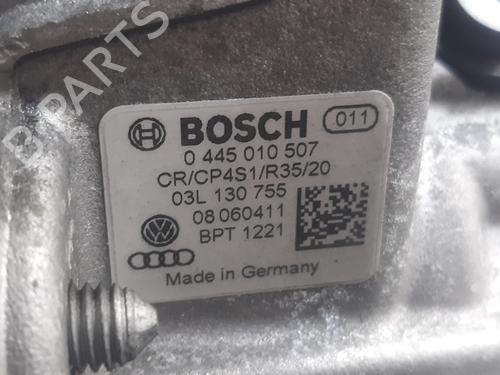 B PARTS
BOSCH 011
0 445 010 507
CR/CP4S1/R35/20
03L 130 755
08 060411
BPT 1221
Made in Germany